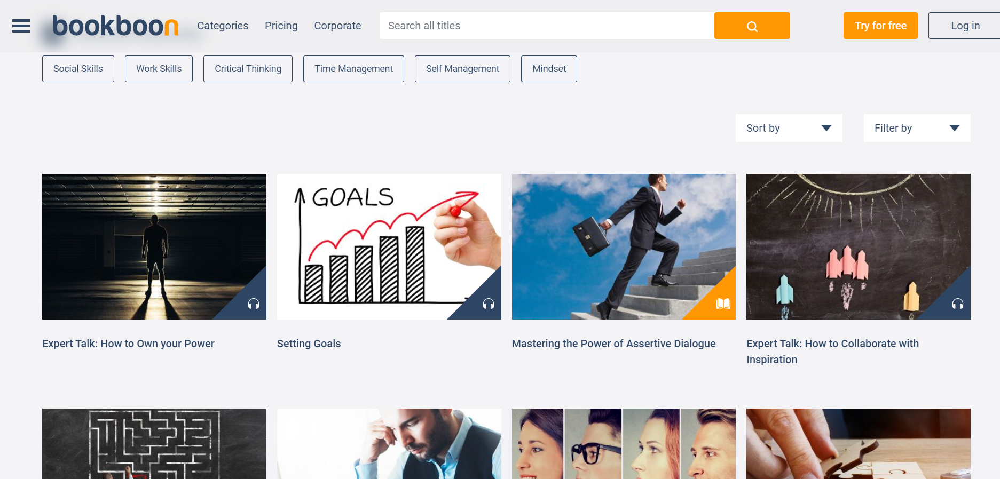 bookboon
Categories
Pricing
Corporate
Search all titles
Try for free
Log in
Social Skills
Work Skills
Critical Thinking
Time Management
Self Management
Mindset
Sort by
Filter by
GOALS
Expert Talk: How to Own your Power
Setting Goals
Mastering the Power of Assertive Dialogue
Expert Talk: How to Collaborate with
Inspiration